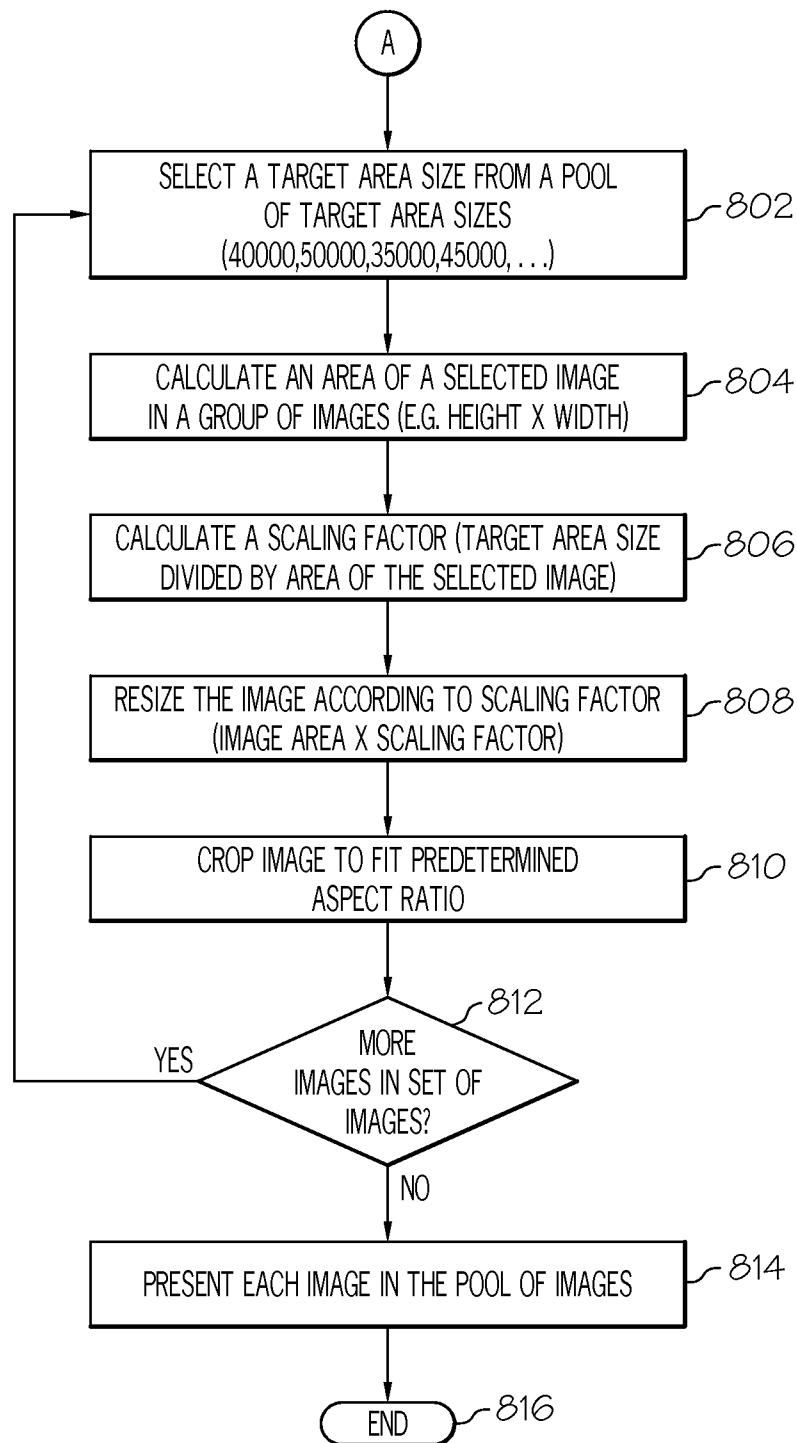 A
SELECT A TARGET AREA SIZE FROM A POOL
OF TARGET AREA SIZES
(40000,50000,35000,45000, . . .)
802
CALCULATE AN AREA OF A SELECTED IMAGE
IN A GROUP OF IMAGES (E.G. HEIGHT X WIDTH)
804
CALCULATE A SCALING FACTOR (TARGET AREA SIZE
DIVIDED BY AREA OF THE SELECTED IMAGE)
806
RESIZE THE IMAGE ACCORDING TO SCALING FACTOR
(IMAGE AREA X SCALING FACTOR)
808
CROP IMAGE TO FIT PREDETERMINED
ASPECT RATIO
810
812
YES
MORE
IMAGES IN SET OF
IMAGES?
NO
PRESENT EACH IMAGE IN THE POOL OF IMAGES
814
END
816